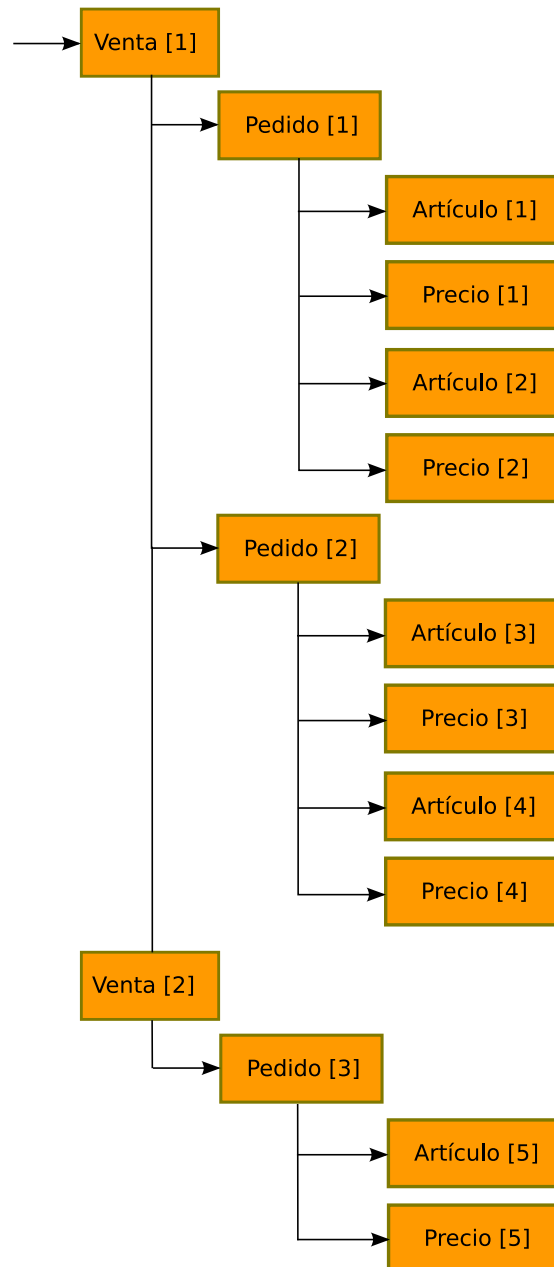 Venta [1]
Pedido [1]
Artículo [1]
Precio [1]
Artículo [2]
Precio [2]
Pedido [2]
Artículo [3]
Precio [3]
Artículo [4]
Precio [4]
Venta [2]
Pedido [3]
Artículo [5]
Precio [5]